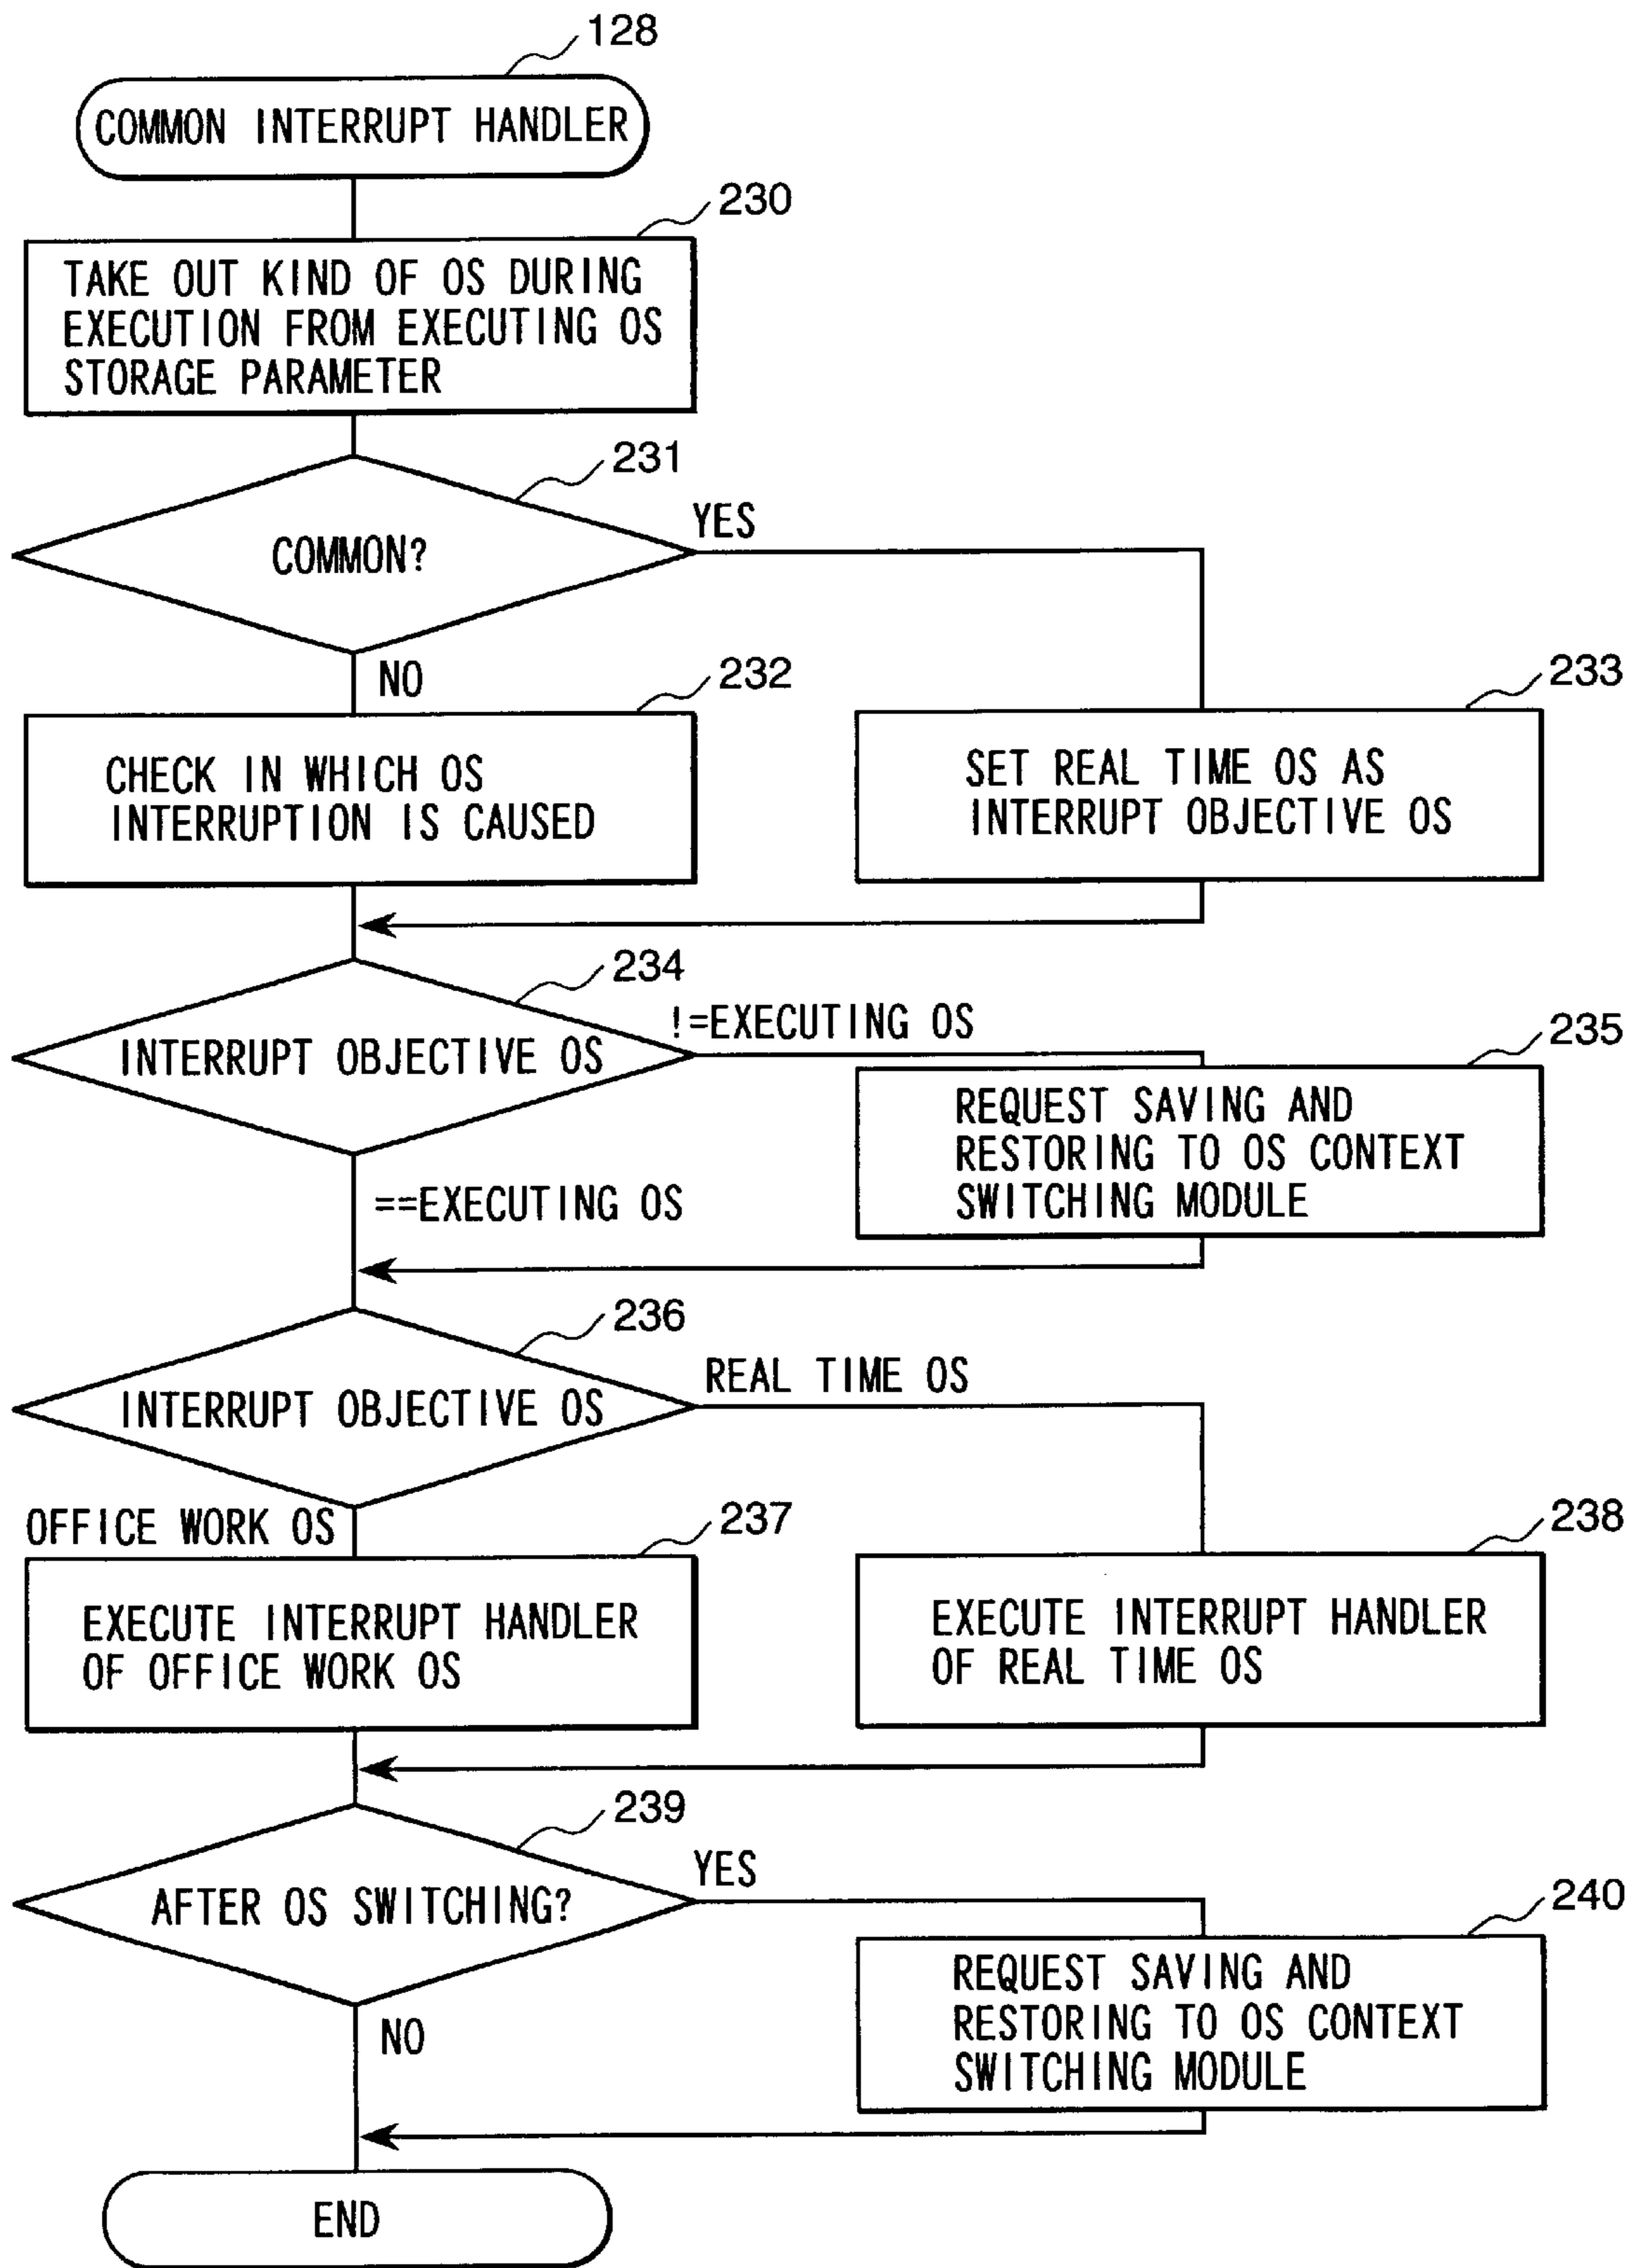 128
COMMON INTERRUPT HANDLER
230
TAKE OUT KIND OF OS DURING
EXECUTION FROM EXECUTING OS
STORAGE PARAMETER
231
COMMON?
YES
NO
232
CHECK IN WHICH OS
INTERRUPTION IS CAUSED
233
SET REAL TIME OS AS
INTERRUPT OBJECTIVE OS
234
INTERRUPT OBJECTIVE OS
!=EXECUTING OS
==EXECUTING OS
235
REQUEST SAVING AND
RESTORING TO OS CONTEXT
SWITCHING MODULE
236
INTERRUPT OBJECTIVE OS
REAL TIME OS
OFFICE WORK OS
237
EXECUTE INTERRUPT HANDLER
OF OFFICE WORK OS
238
EXECUTE INTERRUPT HANDLER
OF REAL TIME OS
239
AFTER OS SWITCHING?
YES
NO
240
REQUEST SAVING AND
RESTORING TO OS CONTEXT
SWITCHING MODULE
END